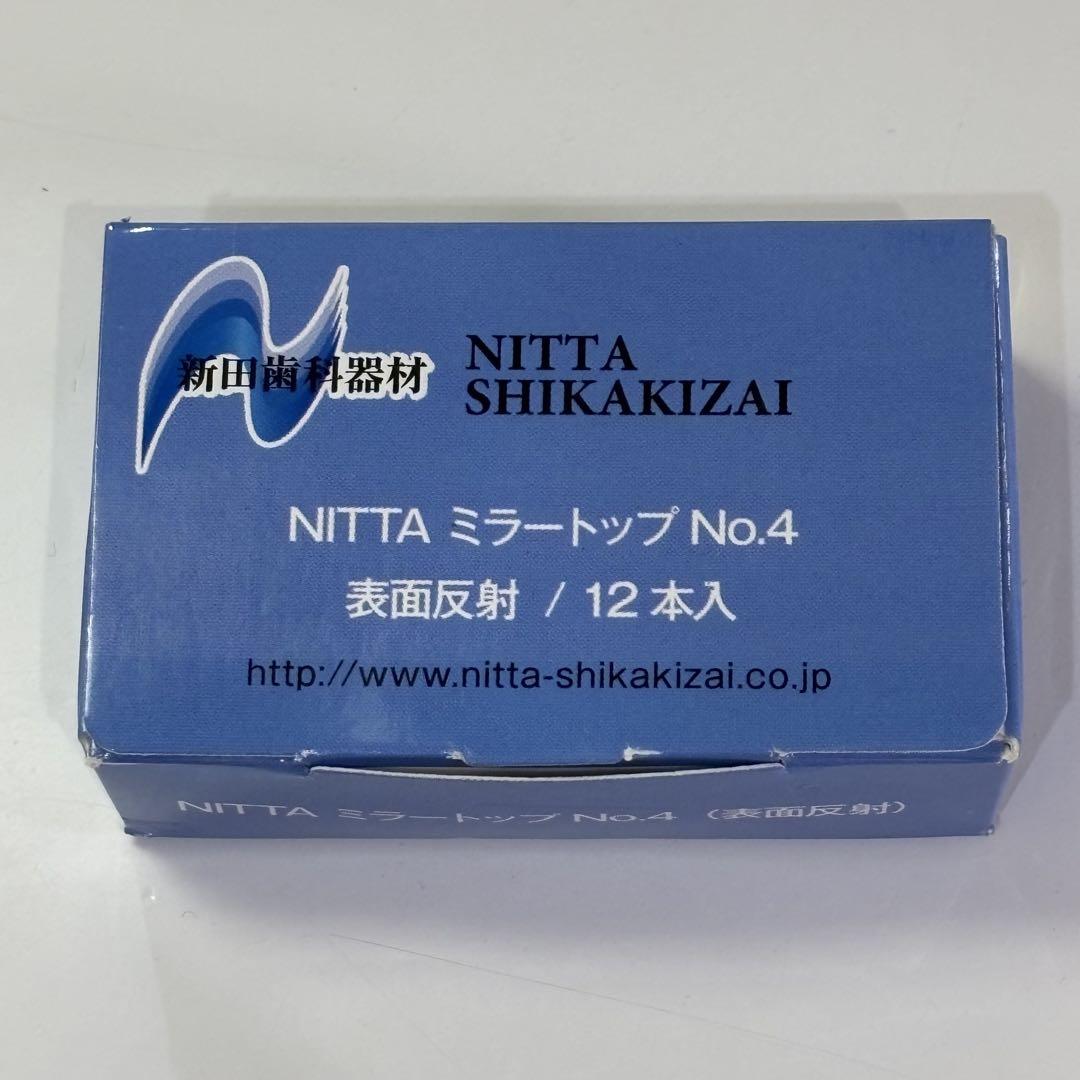 新田歯科器材
NITTA
SHIKAKIZAI
NITTA ミラートップ No.4
表面反射 / 12本入
http://www.nitta-shikakizai.co.jp
NITTA ミラートップ No.4 (表面反射)